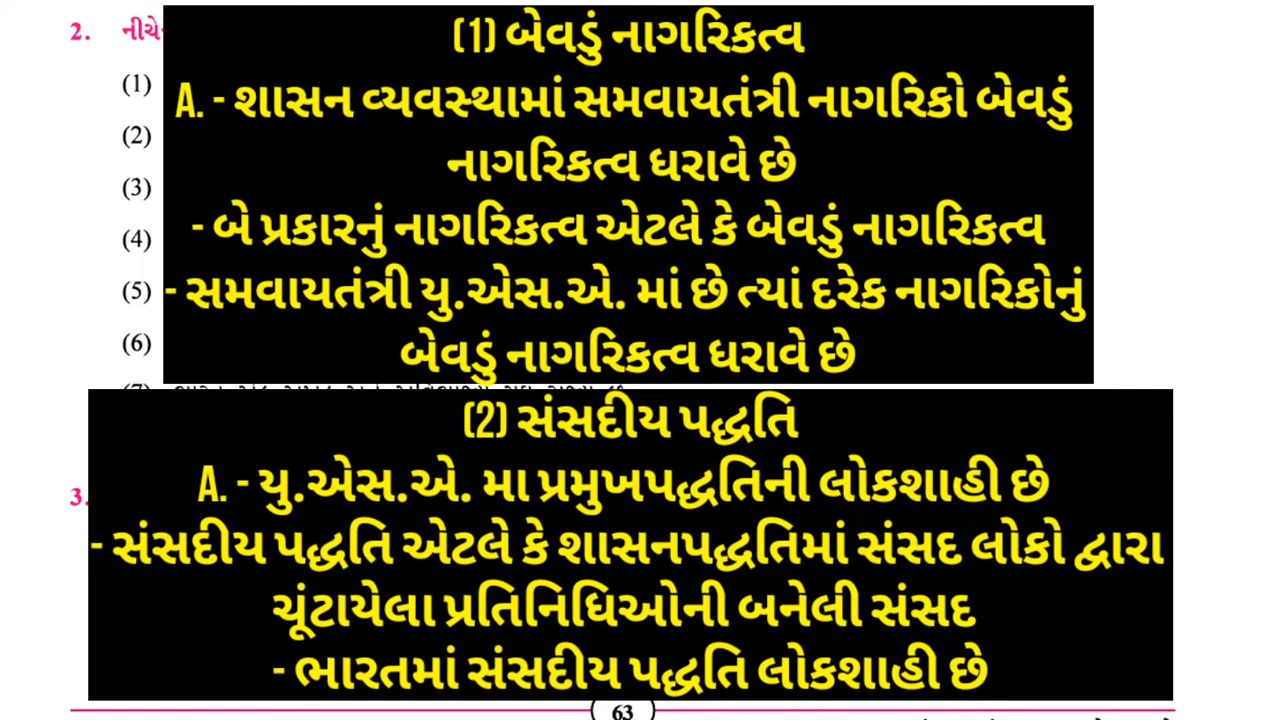 2. નીચે
(1) બેવડું નાગરિકત્વ
(1)
A. - શાસન વ્યવસ્થામાં સમવાયતંત્રી નાગરિકો બેવડું
(2)
નાગરિકત્વ ધરાવે છે
(3)
(4)
- બે પ્રકારનું નાગરિકત્વ એટલે કે બેવડું નાગરિકત્વ
(5)
- સમવાયતંત્રી યુ.એસ.એ. માં છે ત્યાં દરેક નાગરિકોનું
(6)
બેવડું નાગરિકત્વ ધરાવે છે
(2) સંસદીય પદ્ધતિ
3.
A. - યુ.એસ.એ. મા પ્રમુખપદ્ધતિની લોકશાહી છે
- સંસદીય પદ્ધતિ એટલે કે શાસનપદ્ધતિમાં સંસદ લોકો દ્વારા
ચૂંટાયેલા પ્રતિનિધિઓની બનેલી સંસદ
- ભારતમાં સંસદીય પદ્ધતિ લોકશાહી છે
63